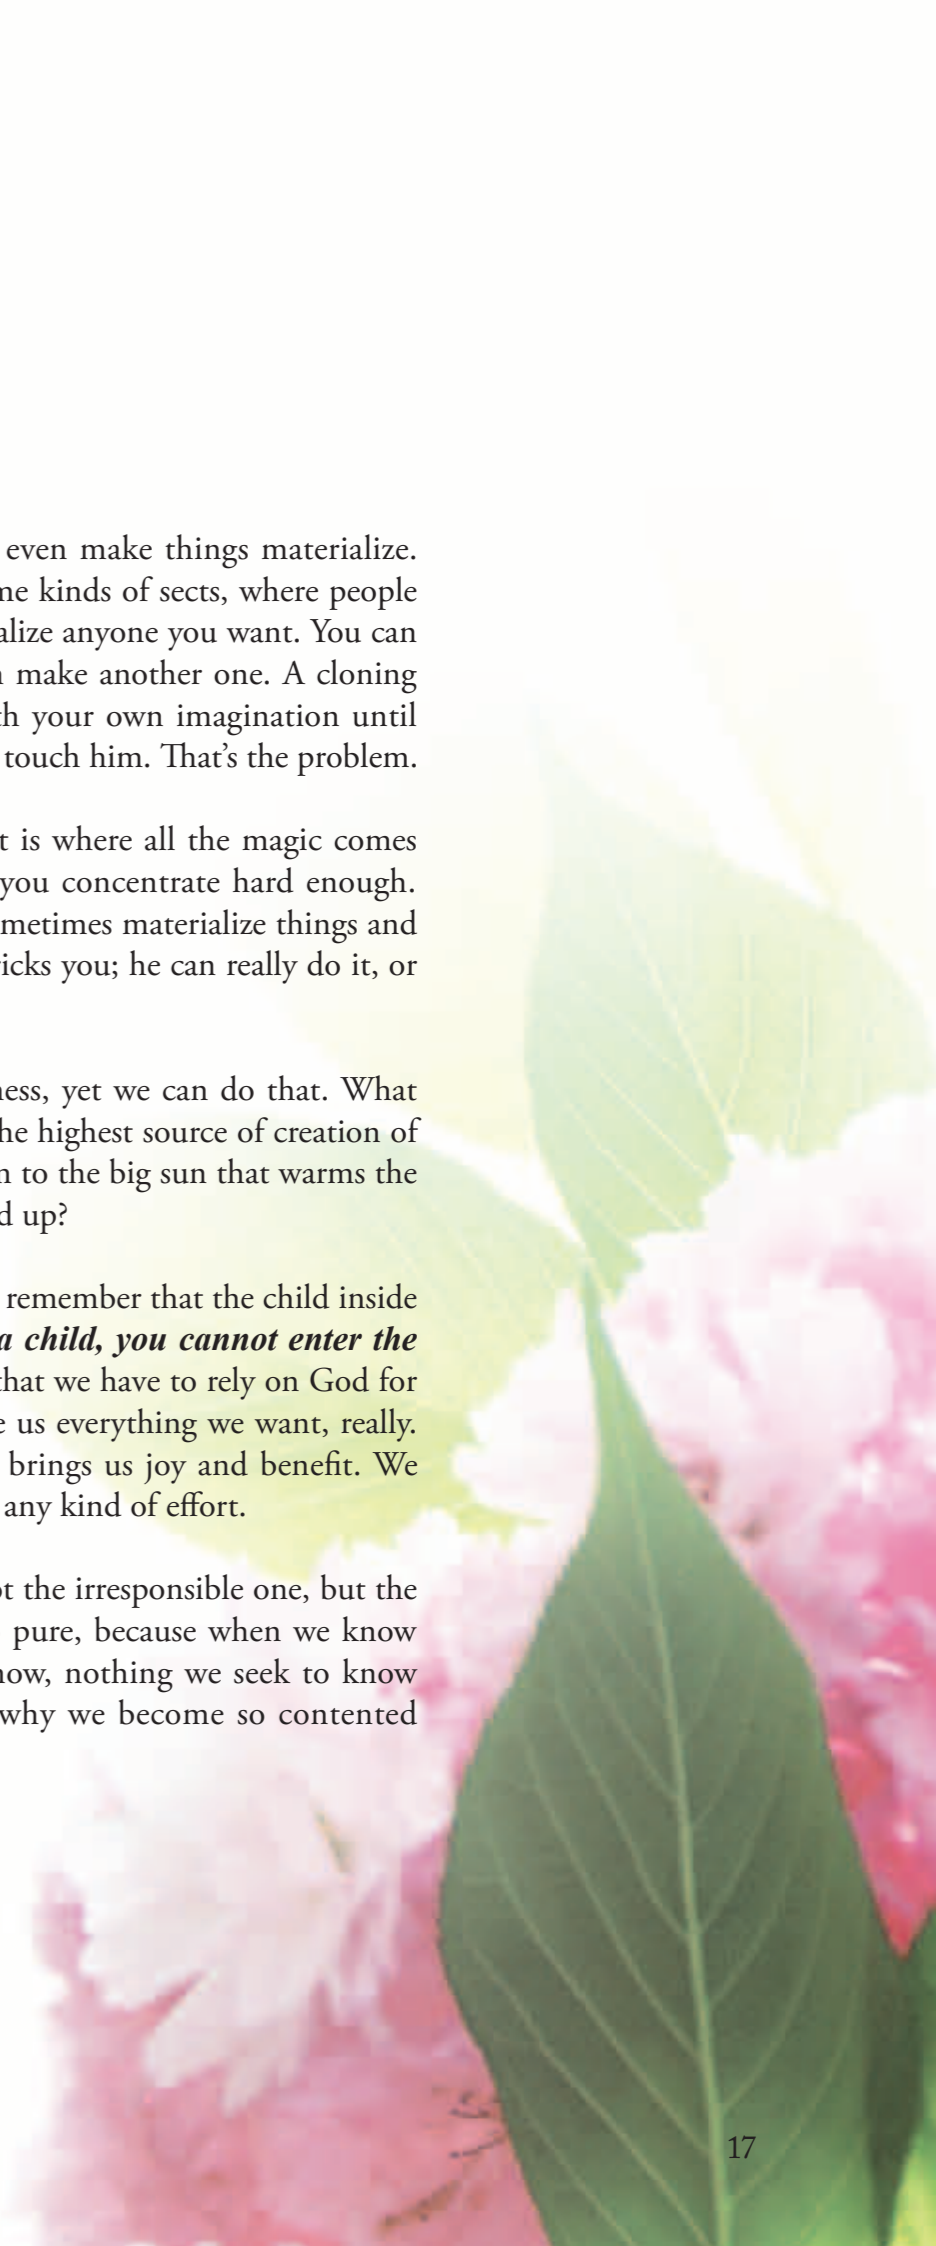 even make things materialize.
me kinds of sects, where people
alize anyone you want. You can
make another one. A cloning
th your own imagination until
touch him. That’s the problem.
t is where all the magic comes
you concentrate hard enough.
metimes materialize things and
icks you; he can really do it, or
ness, yet we can do that. What
he highest source of creation of
n to the big sun that warms the
d up?
remember that the child inside
a child, you cannot enter the
that we have to rely on God for
e us everything we want, really.
brings us joy and benefit. We
any kind of effort.
ot the irresponsible one, but the
pure, because when we know
now, nothing we seek to know
why we become so contented
17